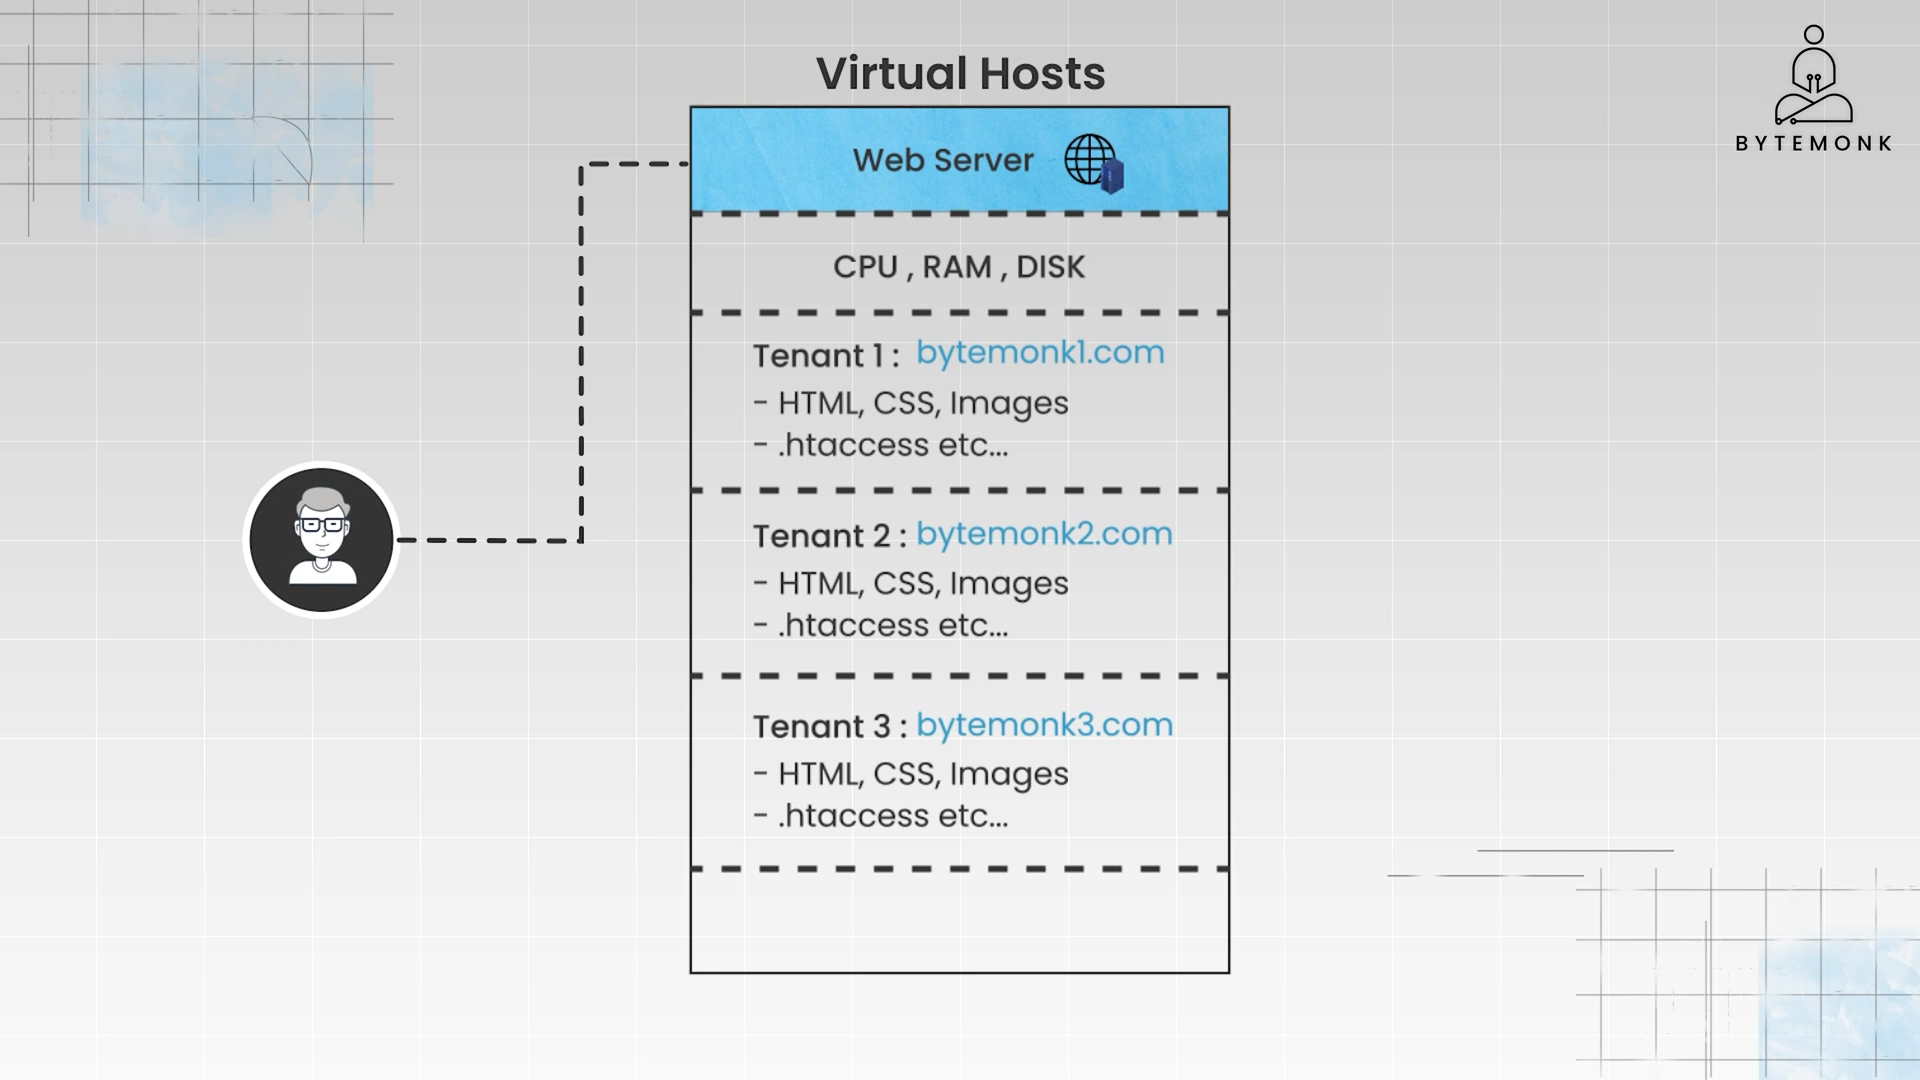 Virtual Hosts
BYTEMONK
Web Server
CPU , RAM , DISK
Tenant 1 : bytemonk1.com
- HTML, CSS, Images
- .htaccess etc...
Tenant 2 : bytemonk2.com
- HTML, CSS, Images
- .htaccess etc...
Tenant 3 : bytemonk3.com
- HTML, CSS, Images
- .htaccess etc...